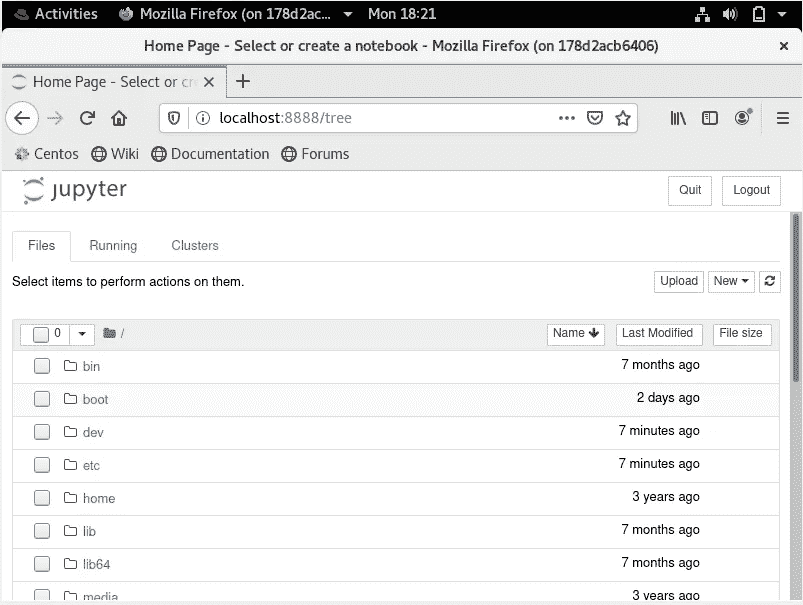 Activities Mozilla Firefox (on 178d2ac... Mon 18:21
Home Page - Select or create a notebook - Mozilla Firefox (on 178d2acb6406) ×
Home Page - Select or cr × +
localhost:8888/tree
Centos Wiki Documentation Forums
jupyter Quit Logout
Files Running Clusters
Select items to perform actions on them. Upload New
0 / Name Last Modified File size
bin 7 months ago
boot 2 days ago
dev 7 minutes ago
etc 7 minutes ago
home 3 years ago
lib 7 months ago
lib64 7 months ago
media 3 years ago